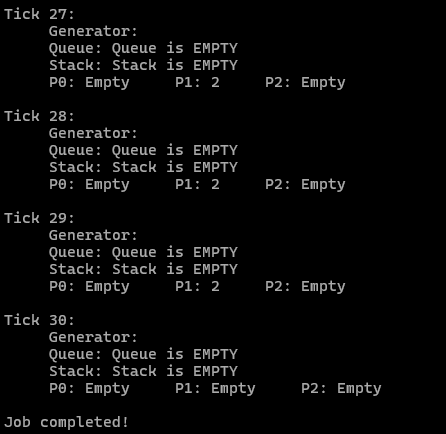 Tick 27:
Generator:
Queue: Queue is EMPTY
Stack: Stack is EMPTY
P0: Empty P1: 2 P2: Empty
Tick 28:
Generator:
Queue: Queue is EMPTY
Stack: Stack is EMPTY
P0: Empty P1: 2 P2: Empty
Tick 29:
Generator:
Queue: Queue is EMPTY
Stack: Stack is EMPTY
P0: Empty P1: 2 P2: Empty
Tick 30:
Generator:
Queue: Queue is EMPTY
Stack: Stack is EMPTY
P0: Empty P1: Empty P2: Empty
Job completed!